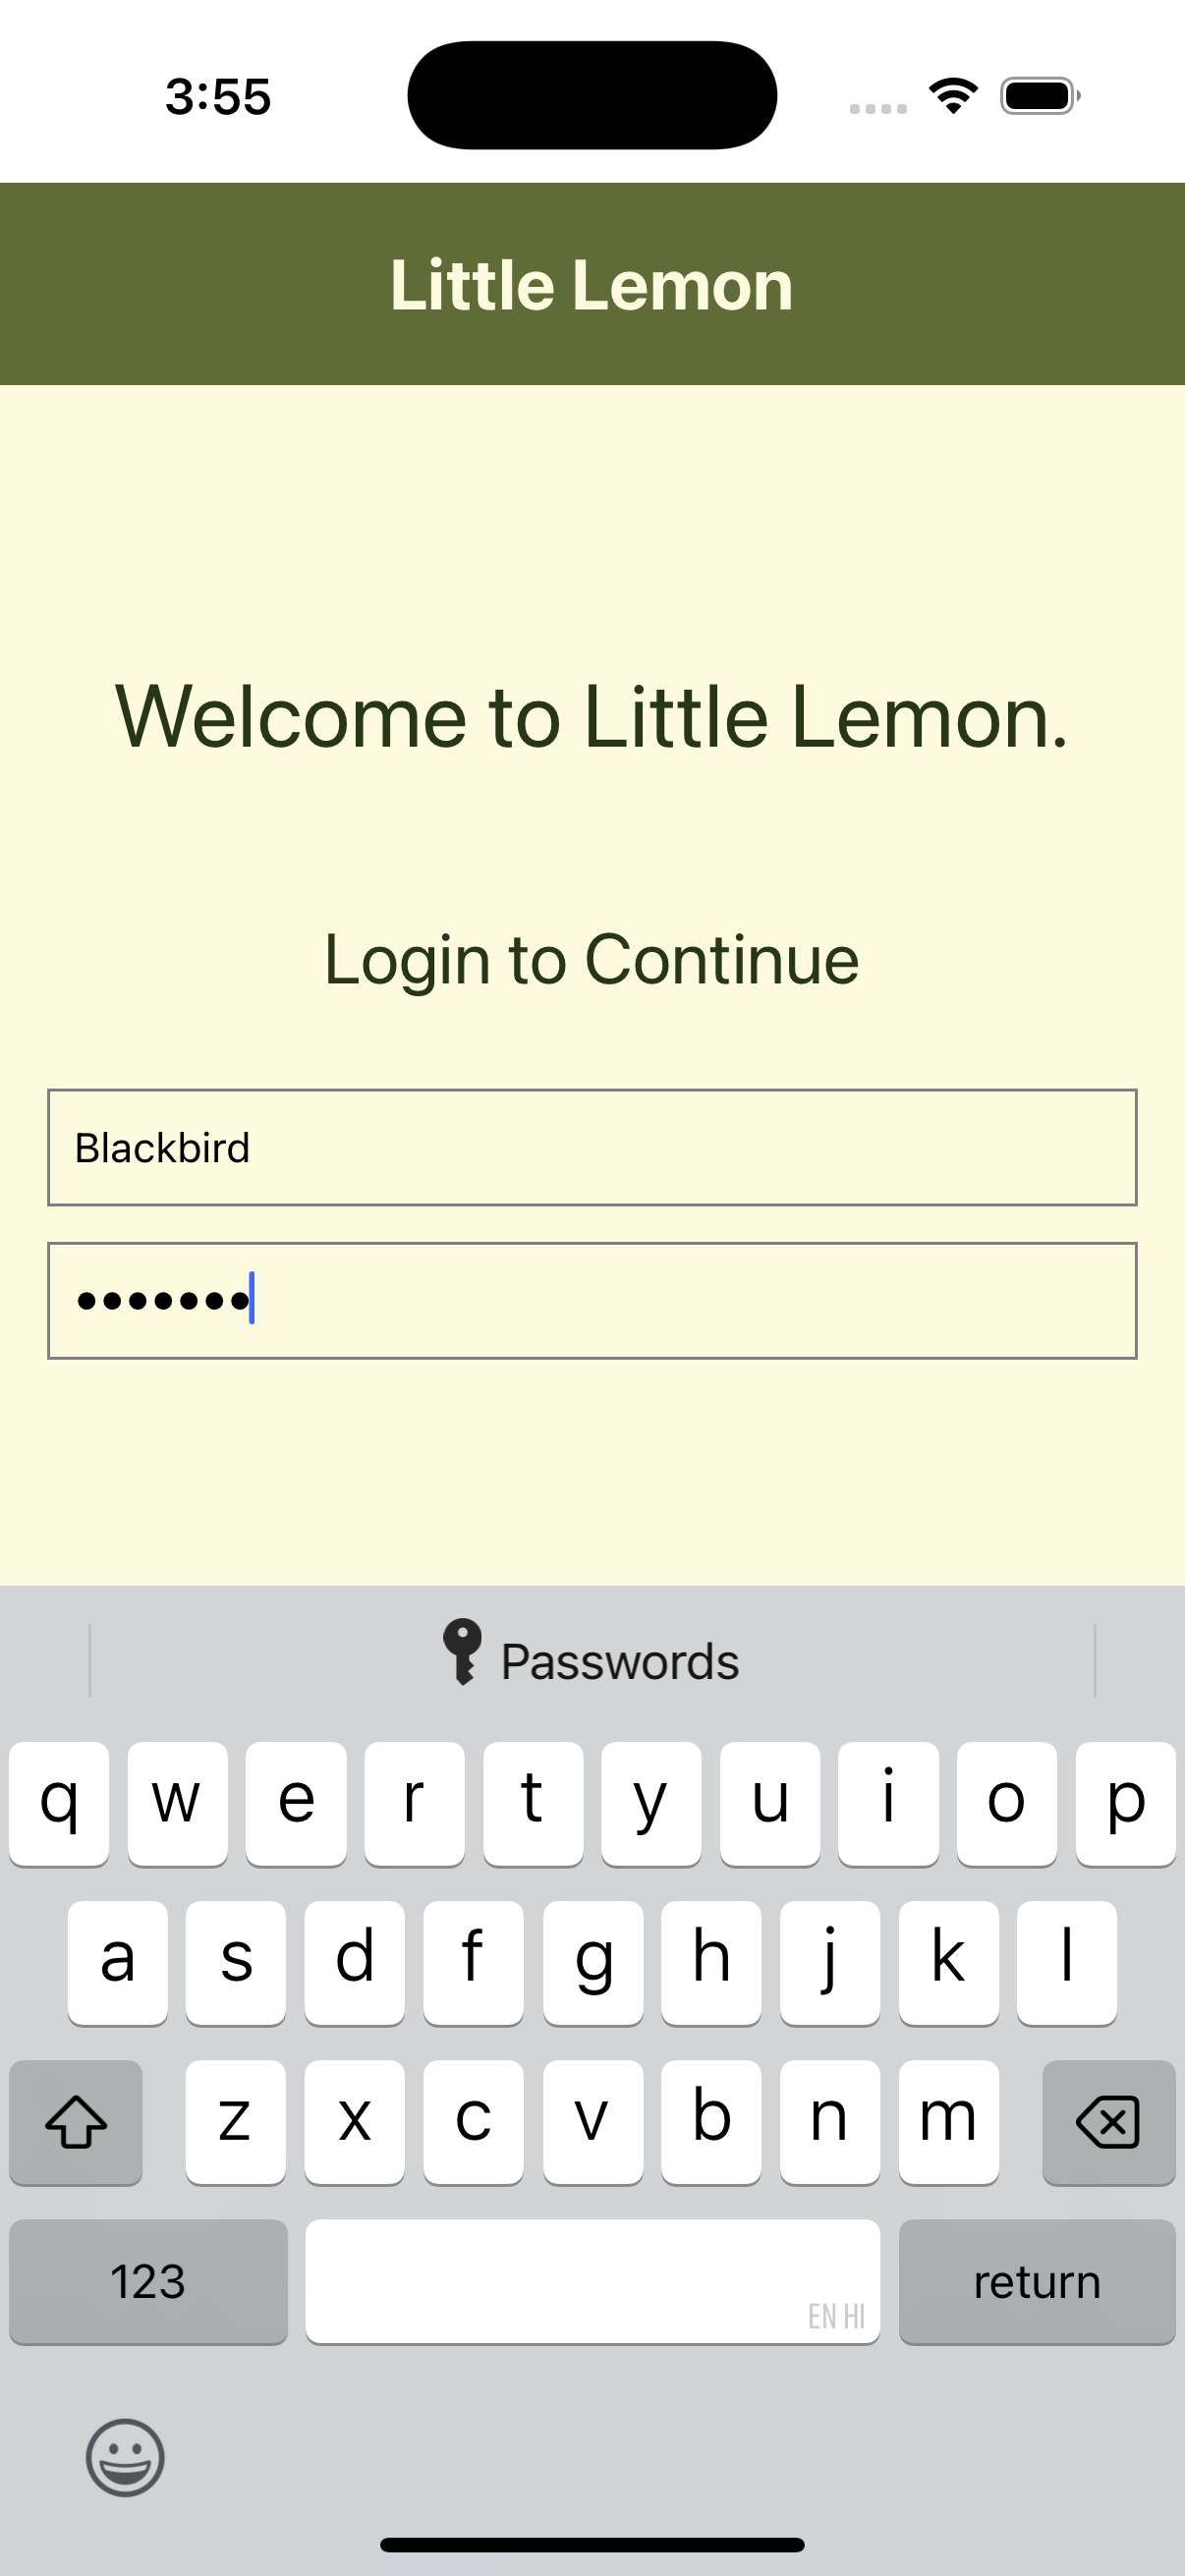 3:55
Little Lemon
Welcome to Little Lemon.
Login to Continue
Blackbird
•••••••
Passwords
q w e r t y u i o p
a s d f g h j k l
z x c v b n m
123
EN HI
return